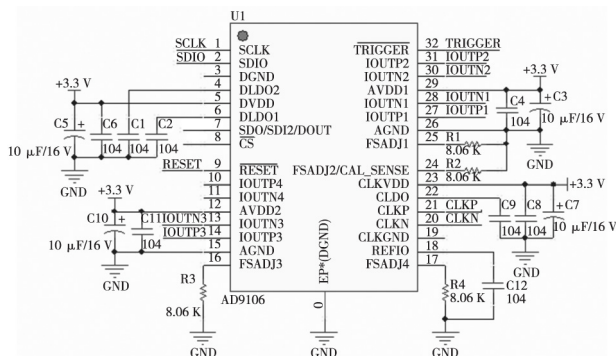 U1
SCLK 1 SCLK
SDIO 2 SDIO
3 DGND
4 DLDO2
5 DVDD
6 DLDO1
7 SDO/SDI2/DOUT
8 CS
RESET 9 RESET
10 IOUTP4
11 IOUTN4
12 AVDD2
IOUTN3 13 IOUTN3
IOUTP3 14 IOUTP3
15 AGND
16 FSADJ3
TRIGGER 32 TRIGGER
IOUTP2 31 IOUTP2
IOUTN2 30 IOUTN2
AVDD1 29
IOUTN1 28 IOUTN1
IOUTP1 27 IOUTP1
AGND 26
FSADJ1 25 R1
8.06 K
FSADJ2/CAL_SENSE 24 R2
8.06 K
CLKVDD 23
CLDO 22
CLKP 21 CLKP
CLKN 20 CLKN
CLKGND 19
REFIO 18
FSADJ4 17
EP*(DGND)
0
AD9106
GND
+3.3 V
C5 + C6 C1 C2
10 μF/16 V 104 104 104
GND
+3.3 V
C10 + C11
10 μF/16 V 104
GND
R3
8.06 K
GND
+3.3 V
C4 + C3
104 10 μF/16 V
GND
+3.3 V
C9 C8 + C7
104 104 10 μF/16 V
GND
R4
8.06 K
C12
104
GND